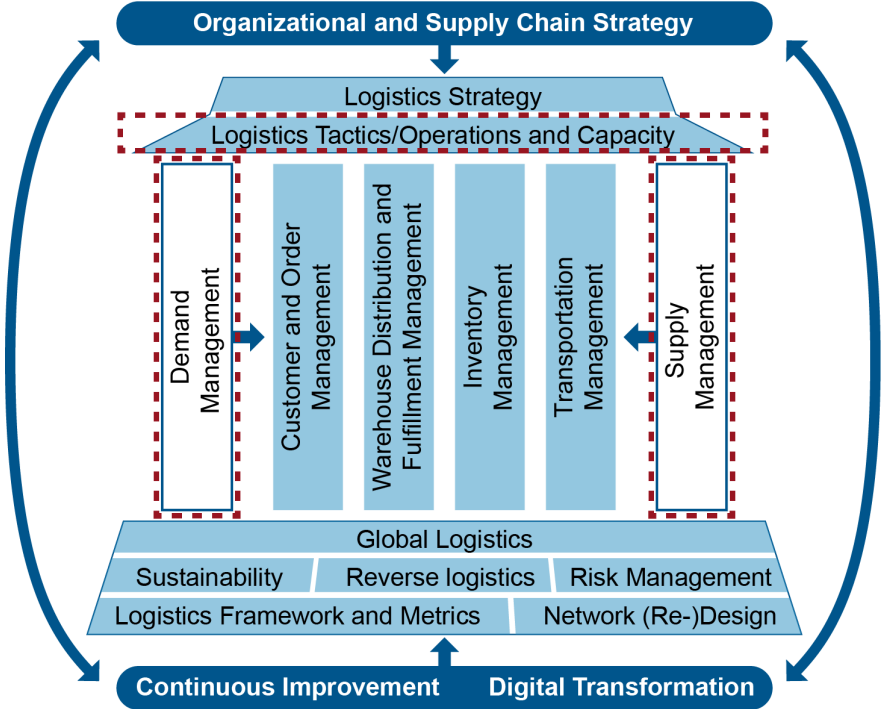 Organizational and Supply Chain Strategy
Logistics Strategy
Logistics Tactics/Operations and Capacity
Demand
Management
Customer and Order
Management
Warehouse Distribution and
Fulfillment Management
Inventory
Management
Transportation
Management
Supply
Management
Global Logistics
Sustainability
Reverse logistics
Risk Management
Logistics Framework and Metrics
Network (Re-)Design
Continuous Improvement
Digital Transformation